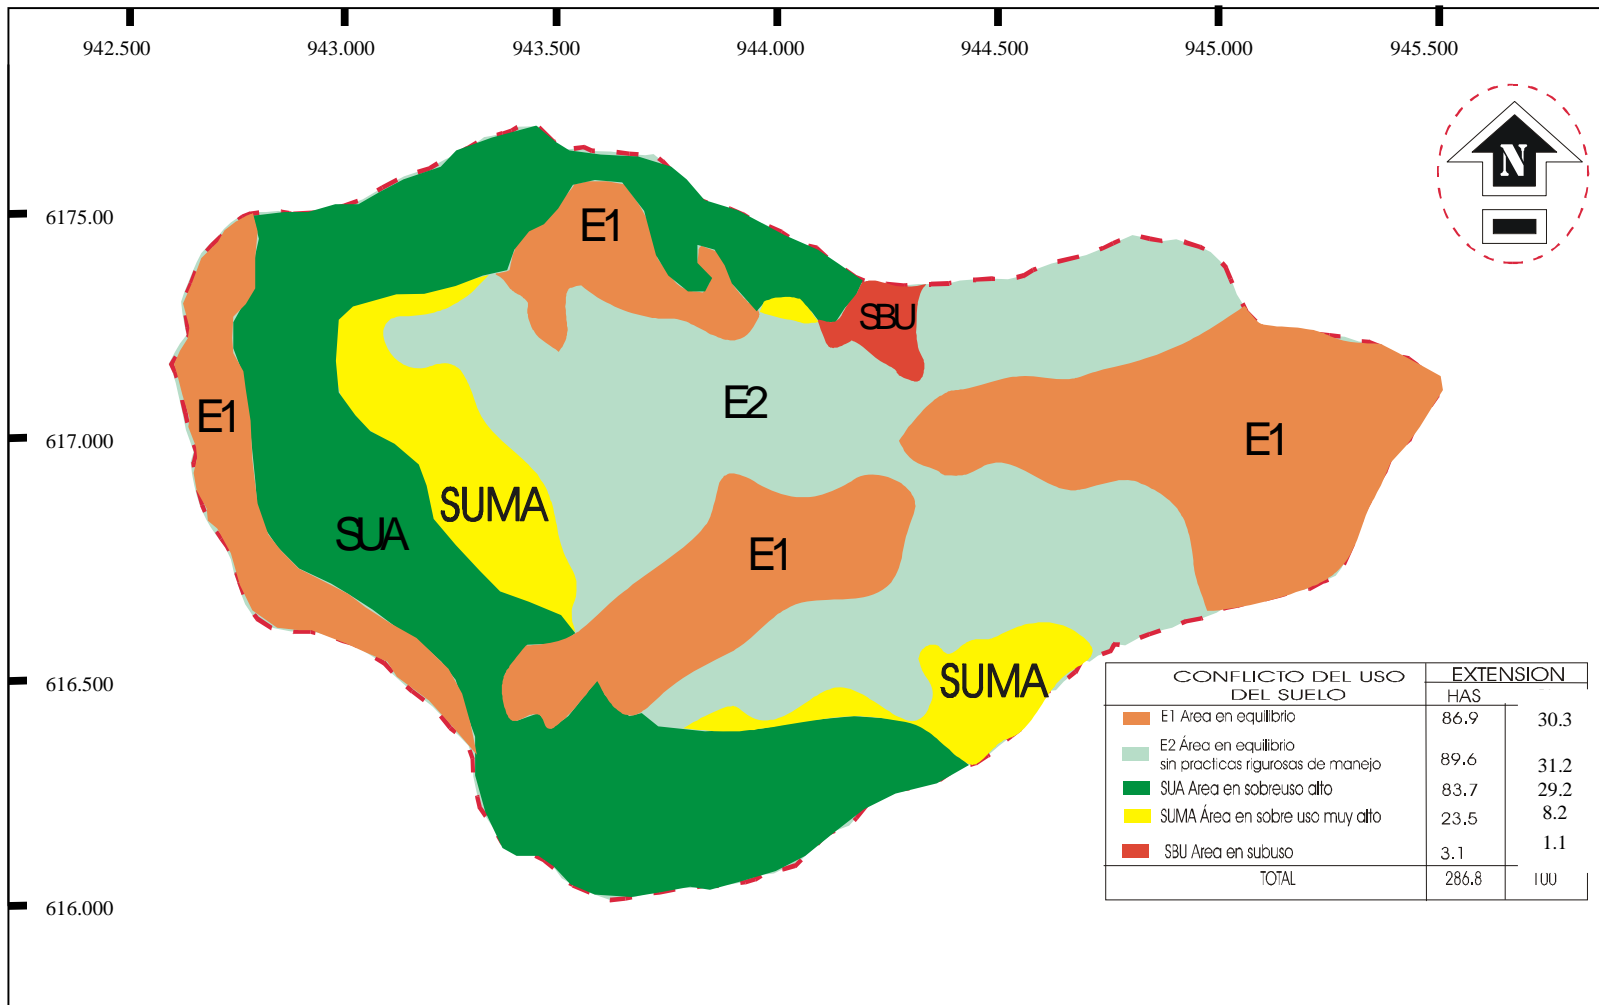 942.500 943.000 943.500 944.000 944.500 945.000 945.500
N
6175.00
E1
SBU
E2
E1
617.000
E1
SUMA
SUA
E1
616.500
SUMA
CONFLICTO DEL USO DEL SUELO
EXTENSION
HAS
E1 Area en equilibrio 86.9 30.3
E2 Área en equilibrio
sin practicas rigurosas de manejo 89.6 31.2
SUA Area en sobreuso alto 83.7 29.2
SUMA Área en sobre uso muy alto 23.5 8.2
SBU Area en subuso 3.1 1.1
TOTAL 286.8 100
616.000